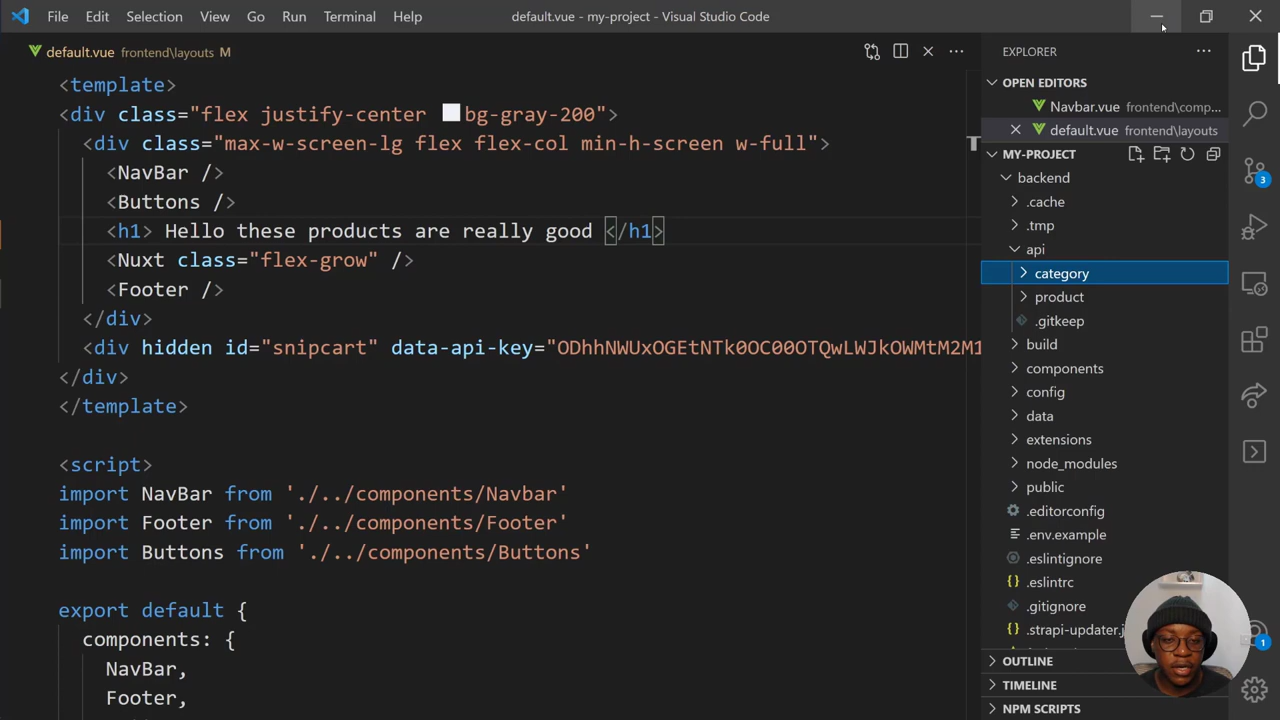 File Edit Selection View Go Run Terminal Help default.vue - my-project - Visual Studio Code
default.vue frontend\layouts M
<template>
<div class="flex justify-center bg-gray-200">
<div class="max-w-screen-lg flex flex-col min-h-screen w-full">
<NavBar />
<Buttons />
<h1> Hello these products are really good </h1>
<Nuxt class="flex-grow" />
<Footer />
</div>
<div hidden id="snipcart" data-api-key="ODhhNWUxOGEtNTk0OC00OTQwLWJkOWMtM2M1
</div>
</template>
<script>
import NavBar from './../components/Navbar'
import Footer from './../components/Footer'
import Buttons from './../components/Buttons'
export default {
components: {
NavBar,
Footer,
EXPLORER
OPEN EDITORS
Navbar.vue frontend\comp...
default.vue frontend\layouts
MY-PROJECT
backend
.cache
.tmp
api
category
product
.gitkeep
build
components
config
data
extensions
node_modules
public
.editorconfig
.env.example
.eslintignore
.eslintrc
.gitignore
.strapi-updater.j
OUTLINE
TIMELINE
NPM SCRIPTS
3
1